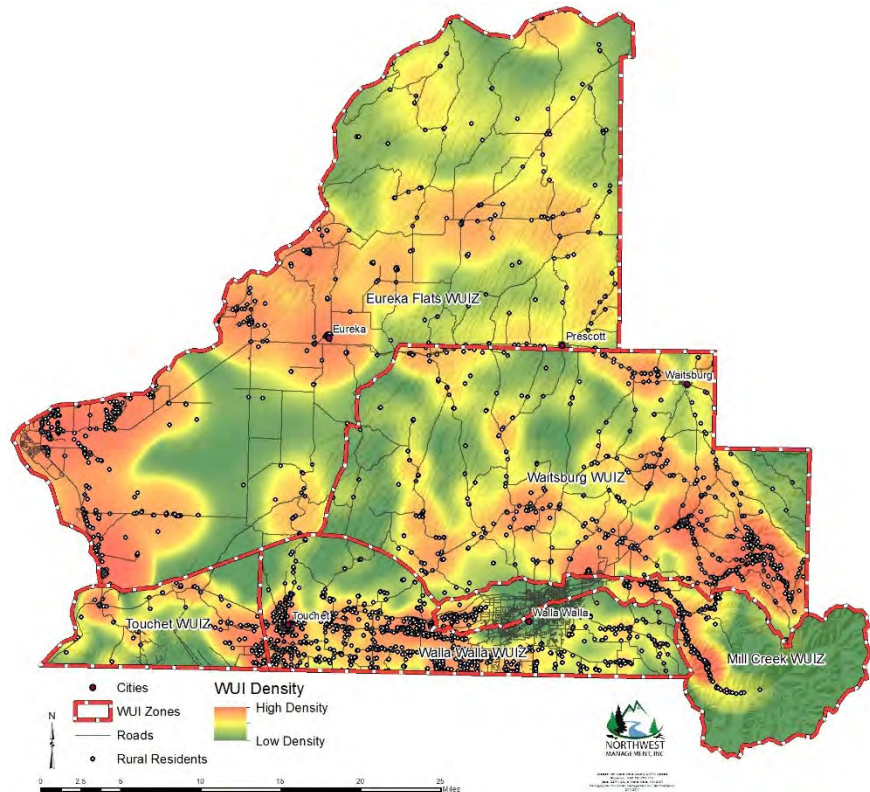 Eureka Flats WUIZ
Eureka
Prescott
Waitsburg
Waitsburg WUIZ
Touchet
Touchet WUIZ
Walla Walla
Walla Walla WUIZ
Mill Creek WUIZ
Cities
WUI Zones
Roads
Rural Residents
WUI Density
High Density
Low Density
N
0 2.5 5 10 15 20 25
Miles
NORTHWEST
MANAGEMENT, INC.